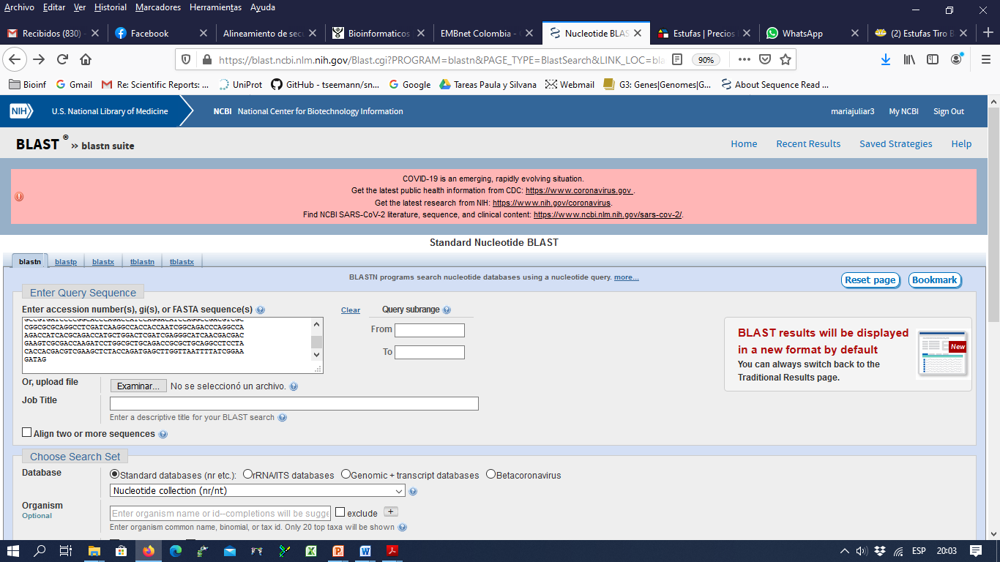 Archivo Editar Ver Historial Marcadores Herramientas Ayuda
Recibidos (830) - Facebook Alineamiento de sec Bioinformaticos EMBnet Colombia - Nucleotide BLAS Estufas | Precios WhatsApp (2) Estufas Tiro B
https://blast.ncbi.nlm.nih.gov/Blast.cgi?PROGRAM=blastn&PAGE_TYPE=BlastSearch&LINK_LOC=bla 90%
Bioinf Gmail Re: Scientific Reports: ... UniProt GitHub - tseemann/sn... Google Tareas Paula y Silvana Webmail G3: Genes|Genomes|G... About Sequence Read ...
NIH U.S. National Library of Medicine NCBI National Center for Biotechnology Information mariajuliar3 My NCBI Sign Out
BLAST ® » blastn suite Home Recent Results Saved Strategies Help
COVID-19 is an emerging, rapidly evolving situation.
Get the latest public health information from CDC: https://www.coronavirus.gov .
Get the latest research from NIH: https://www.nih.gov/coronavirus.
Find NCBI SARS-CoV-2 literature, sequence, and clinical content: https://www.ncbi.nlm.nih.gov/sars-cov-2/.
Standard Nucleotide BLAST
blastn blastp blastx tblastn tblastx
BLASTN programs search nucleotide databases using a nucleotide query. more...
Reset page Bookmark
Enter Query Sequence
Enter accession number(s), gi(s), or FASTA sequence(s) Clear Query subrange
CGGCGCGCAGGCCTCGATCAAGGCCACCACCAATCGGCAGACCCAGGCCA
AGACCATCACGCAGACCATGCTGGACTCGATCGAGGGCATCAACGACGAC
GAAGTCGCGACCAAGATCCTGGCGCTGCAGACCGCGCTGCAGGCCTCCTA
CACCACGACGTCGAAGCTCTACCAGATGAGCTTGGTTAATTTTATCGGAA
GATAG
From
To
BLAST results will be displayed
in a new format by default
You can always switch back to the
Traditional Results page.
New
Or, upload file Examinar... No se seleccionó un archivo.
Job Title
Enter a descriptive title for your BLAST search
Align two or more sequences
Choose Search Set
Database Standard databases (nr etc.): rRNA/ITS databases Genomic + transcript databases Betacoronavirus
Nucleotide collection (nr/nt)
Organism
Optional
Enter organism name or id--completions will be sugge exclude +
Enter organism common name, binomial, or tax id. Only 20 top taxa will be shown
ESP 20:03